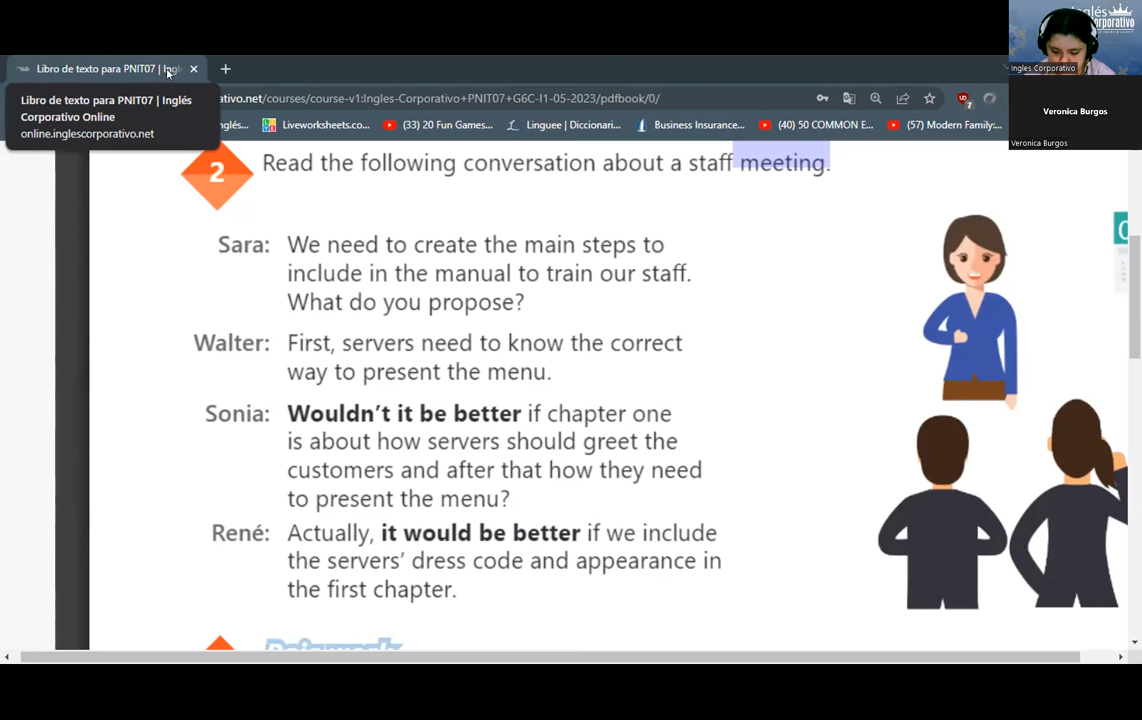 Libro de texto para PNIT07 | Ingl
Libro de texto para PNIT07 | Inglés
Corporativo Online
online.inglescorporativo.net
ativo.net/courses/course-v1:Ingles-Corporativo+PNIT07+G6C-I1-05-2023/pdfbook/0/
7
nglés...
Liveworksheets.co...
(33) 20 Fun Games...
Linguee | Diccionari...
Business Insurance...
(40) 50 COMMON E...
(57) Modern Family:...
Inglés
Corporativo
Ingles Corporativo
Veronica Burgos
Veronica Burgos
2
Read the following conversation about a staff meeting.
Sara: We need to create the main steps to
include in the manual to train our staff.
What do you propose?
Walter: First, servers need to know the correct
way to present the menu.
Sonia: Wouldn't it be better if chapter one
is about how servers should greet the
customers and after that how they need
to present the menu?
René: Actually, it would be better if we include
the servers' dress code and appearance in
the first chapter.